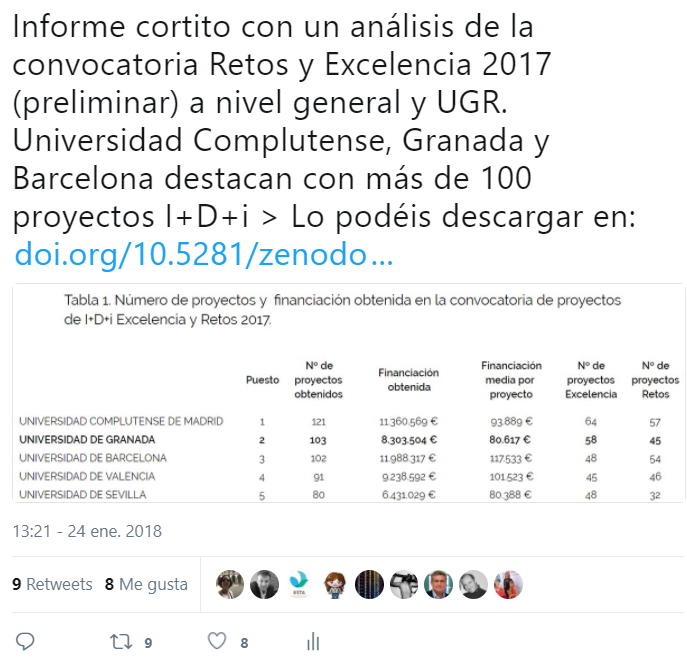 Informe cortito con un análisis de la
convocatoria Retos y Excelencia 2017
(preliminar) a nivel general y UGR.
Universidad Complutense, Granada y
Barcelona destacan con más de 100
proyectos I+D+i > Lo podéis descargar en:
doi.org/10.5281/zenodo...
Tabla 1. Número de proyectos y financiación obtenida en la convocatoria de proyectos
de I+D+i Excelencia y Retos 2017.
Puesto Nº de proyectos obtenidos Financiación obtenida Financiación media por proyecto Nº de proyectos Excelencia Nº de proyectos Retos
UNIVERSIDAD COMPLUTENSE DE MADRID 1 121 11.360.569 € 93.889 € 64 57
UNIVERSIDAD DE GRANADA 2 103 8.303.504 € 80.617 € 58 45
UNIVERSIDAD DE BARCELONA 3 102 11.988.317 € 117.533 € 48 54
UNIVERSIDAD DE VALENCIA 4 91 9.238.592 € 101.523 € 45 46
UNIVERSIDAD DE SEVILLA 5 80 6.431.029 € 80.388 € 48 32
13:21 - 24 ene. 2018
9 Retweets 8 Me gusta
9 8